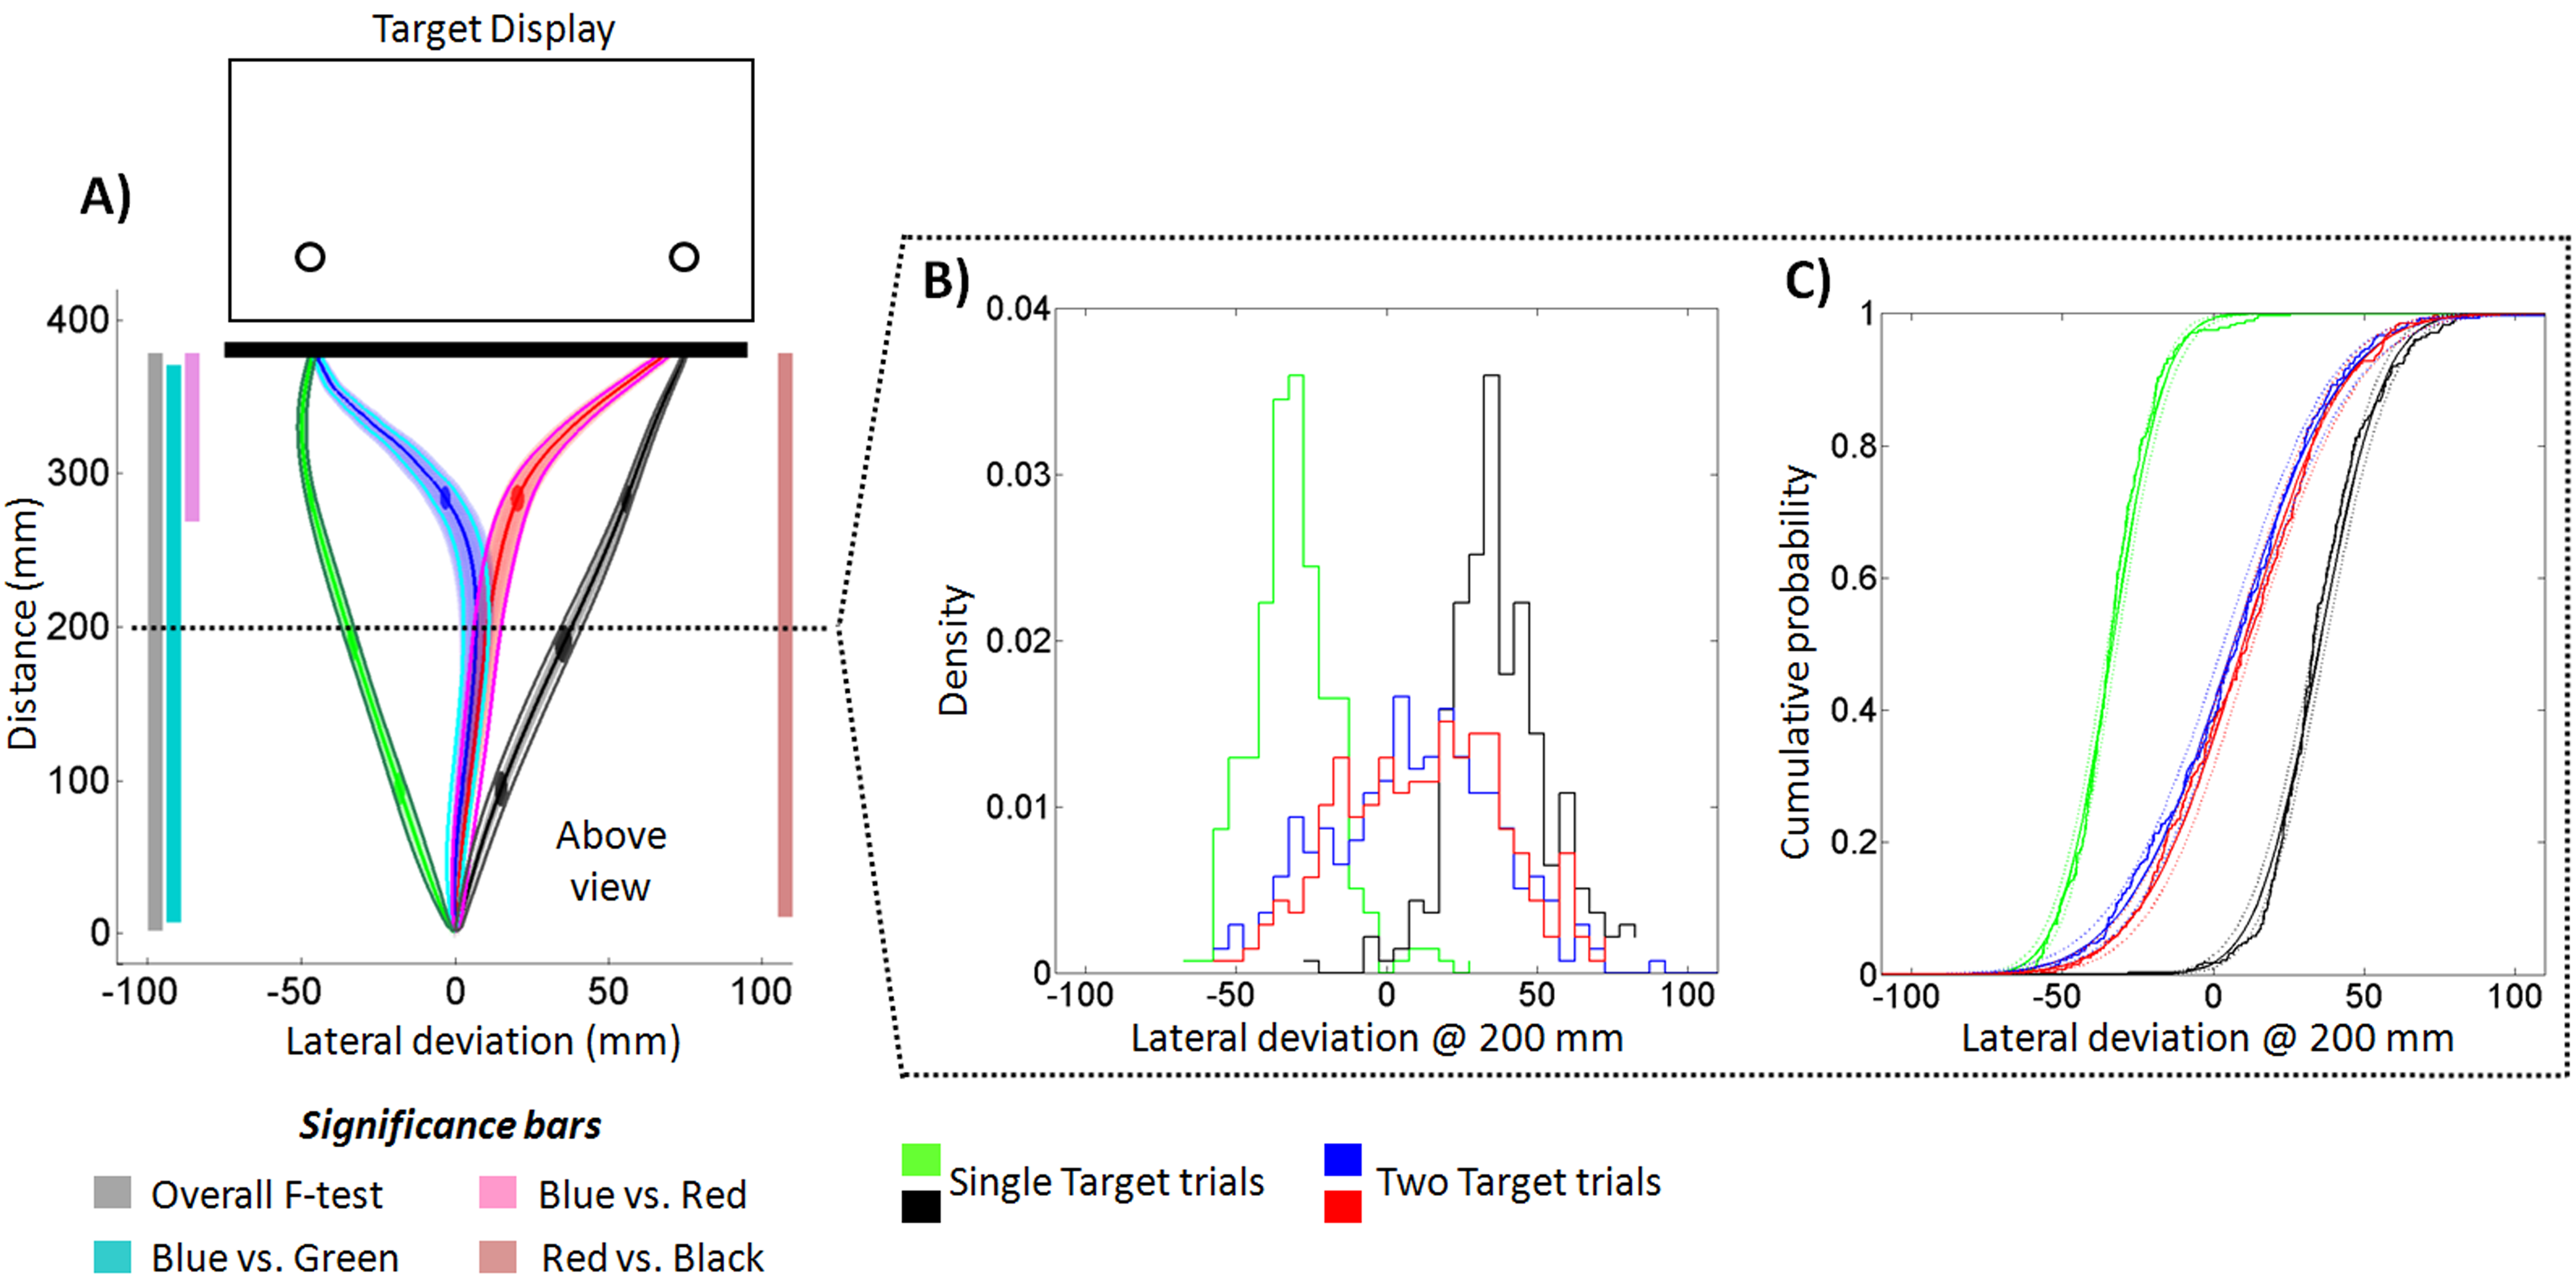 Target Display
A)
400
300
200
100
0
Distance (mm)
-100 -50 0 50 100
Lateral deviation (mm)
Above
view
B)
0.04
0.03
0.02
0.01
0
Density
-100 -50 0 50 100
Lateral deviation @ 200 mm
C)
1
0.8
0.6
0.4
0.2
0
Cumulative probability
-100 -50 0 50 100
Lateral deviation @ 200 mm
Significance bars
Overall F-test
Blue vs. Red
Blue vs. Green
Red vs. Black
Single Target trials
Two Target trials